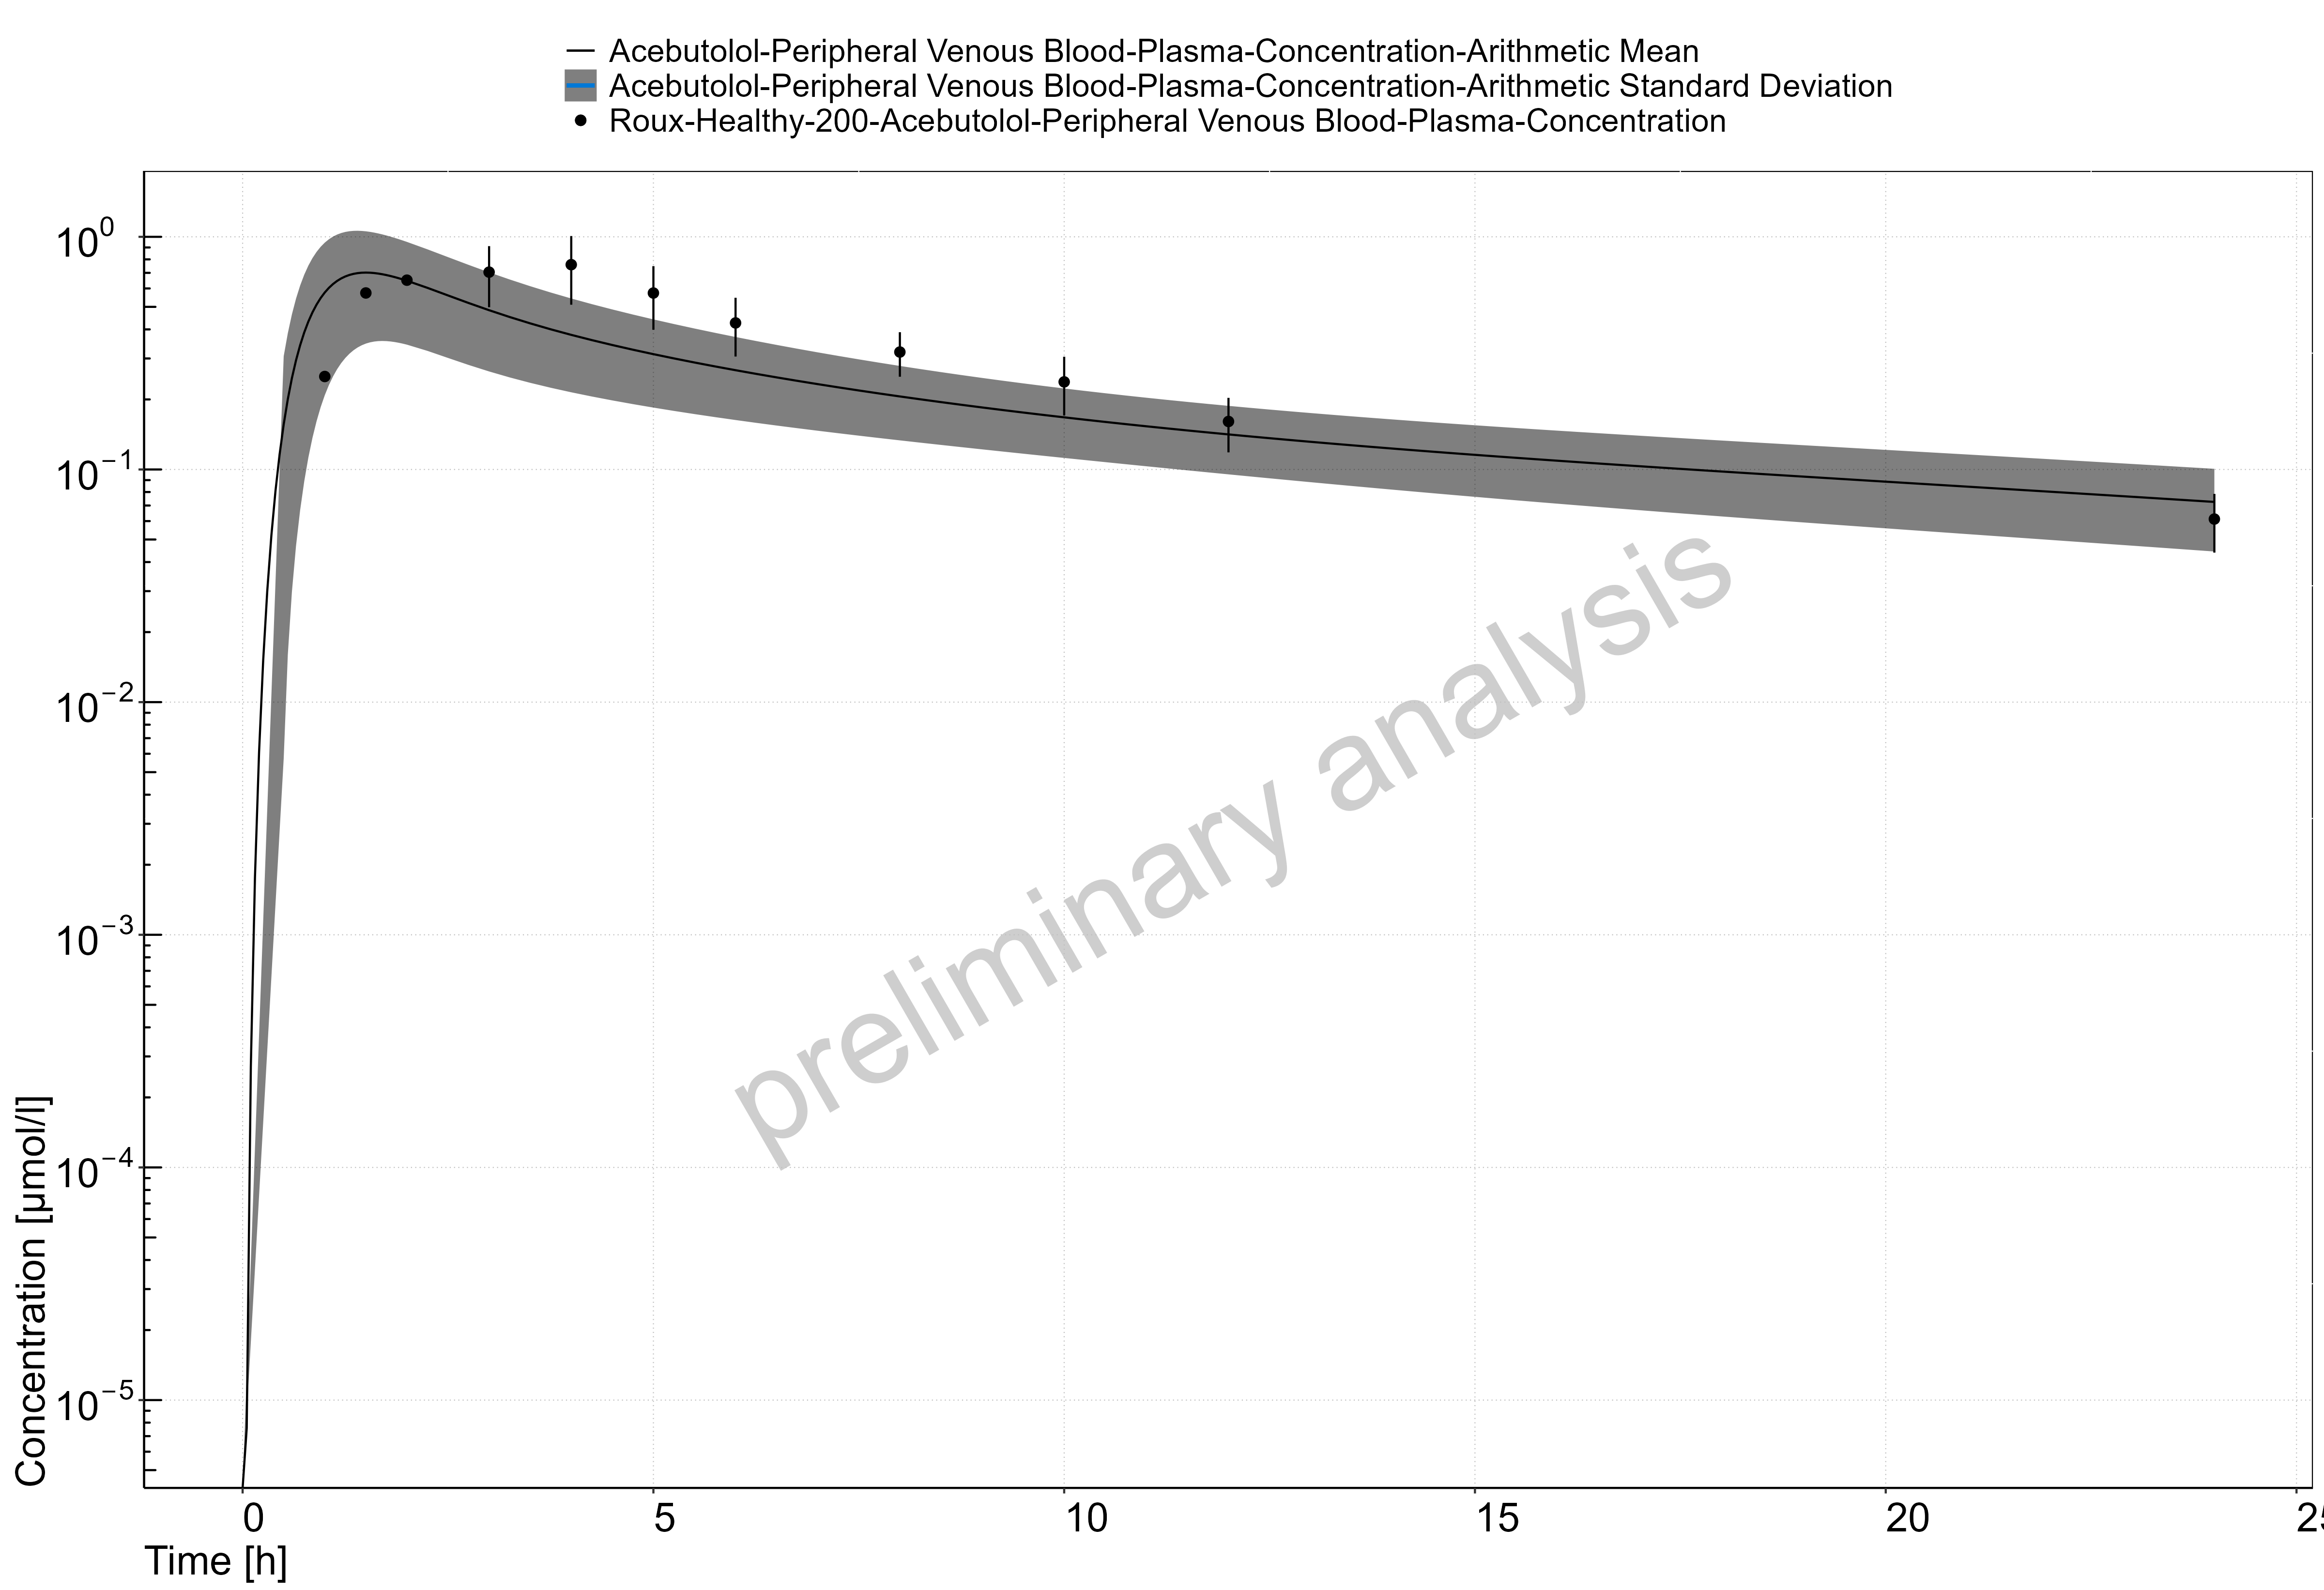 Acebutolol-Peripheral Venous Blood-Plasma-Concentration-Arithmetic Mean
Acebutolol-Peripheral Venous Blood-Plasma-Concentration-Arithmetic Standard Deviation
Roux-Healthy-200-Acebutolol-Peripheral Venous Blood-Plasma-Concentration
10⁰
10⁻¹
10⁻²
10⁻³
10⁻⁴
10⁻⁵
Concentration [µmol/l]
preliminary analysis
0 5 10 15 20 25
Time [h]